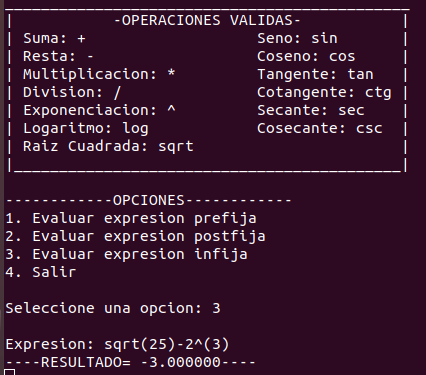 -OPERACIONES VALIDAS-
| Suma: + Seno: sin |
| Resta: - Coseno: cos |
| Multiplicacion: * Tangente: tan |
| Division: / Cotangente: ctg |
| Exponenciacion: ^ Secante: sec |
| Logaritmo: log Cosecante: csc |
| Raiz Cuadrada: sqrt |
------------OPCIONES------------
1. Evaluar expresion prefija
2. Evaluar expresion postfija
3. Evaluar expresion infija
4. Salir
Seleccione una opcion: 3
Expresion: sqrt(25)-2^(3)
----RESULTADO= -3.000000----